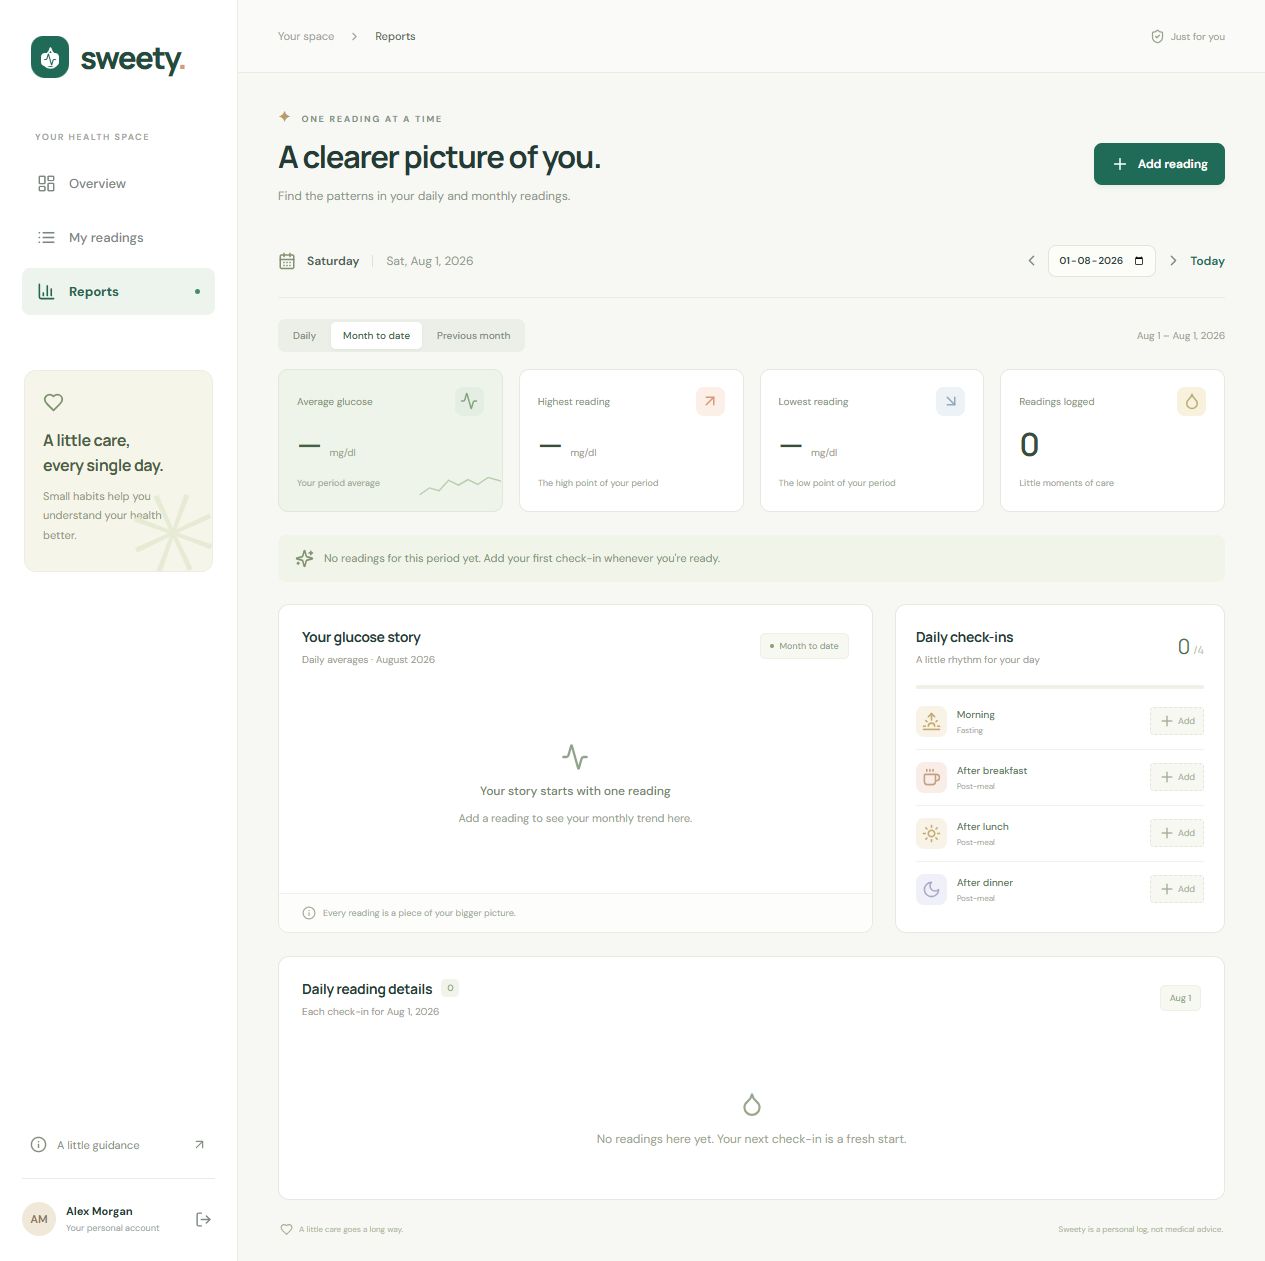 sweety.
YOUR HEALTH SPACE
Overview
My readings
Reports
A little care,
every single day.
Small habits help you
understand your health
better.
A little guidance
AM
Alex Morgan
Your personal account
Your space
Reports
Just for you
ONE READING AT A TIME
A clearer picture of you.
Find the patterns in your daily and monthly readings.
Add reading
Saturday
Sat, Aug 1, 2026
01-08-2026
Today
Daily
Month to date
Previous month
Aug 1 – Aug 1, 2026
Average glucose
— mg/dl
Your period average
Highest reading
— mg/dl
The high point of your period
Lowest reading
— mg/dl
The low point of your period
Readings logged
0
Little moments of care
No readings for this period yet. Add your first check-in whenever you're ready.
Your glucose story
Daily averages · August 2026
Month to date
Your story starts with one reading
Add a reading to see your monthly trend here.
Every reading is a piece of your bigger picture.
Daily check-ins
A little rhythm for your day
0 /4
Morning
Fasting
Add
After breakfast
Post-meal
Add
After lunch
Post-meal
Add
After dinner
Post-meal
Add
Daily reading details 0
Each check-in for Aug 1, 2026
Aug 1
No readings here yet. Your next check-in is a fresh start.
A little care goes a long way.
Sweety is a personal log, not medical advice.